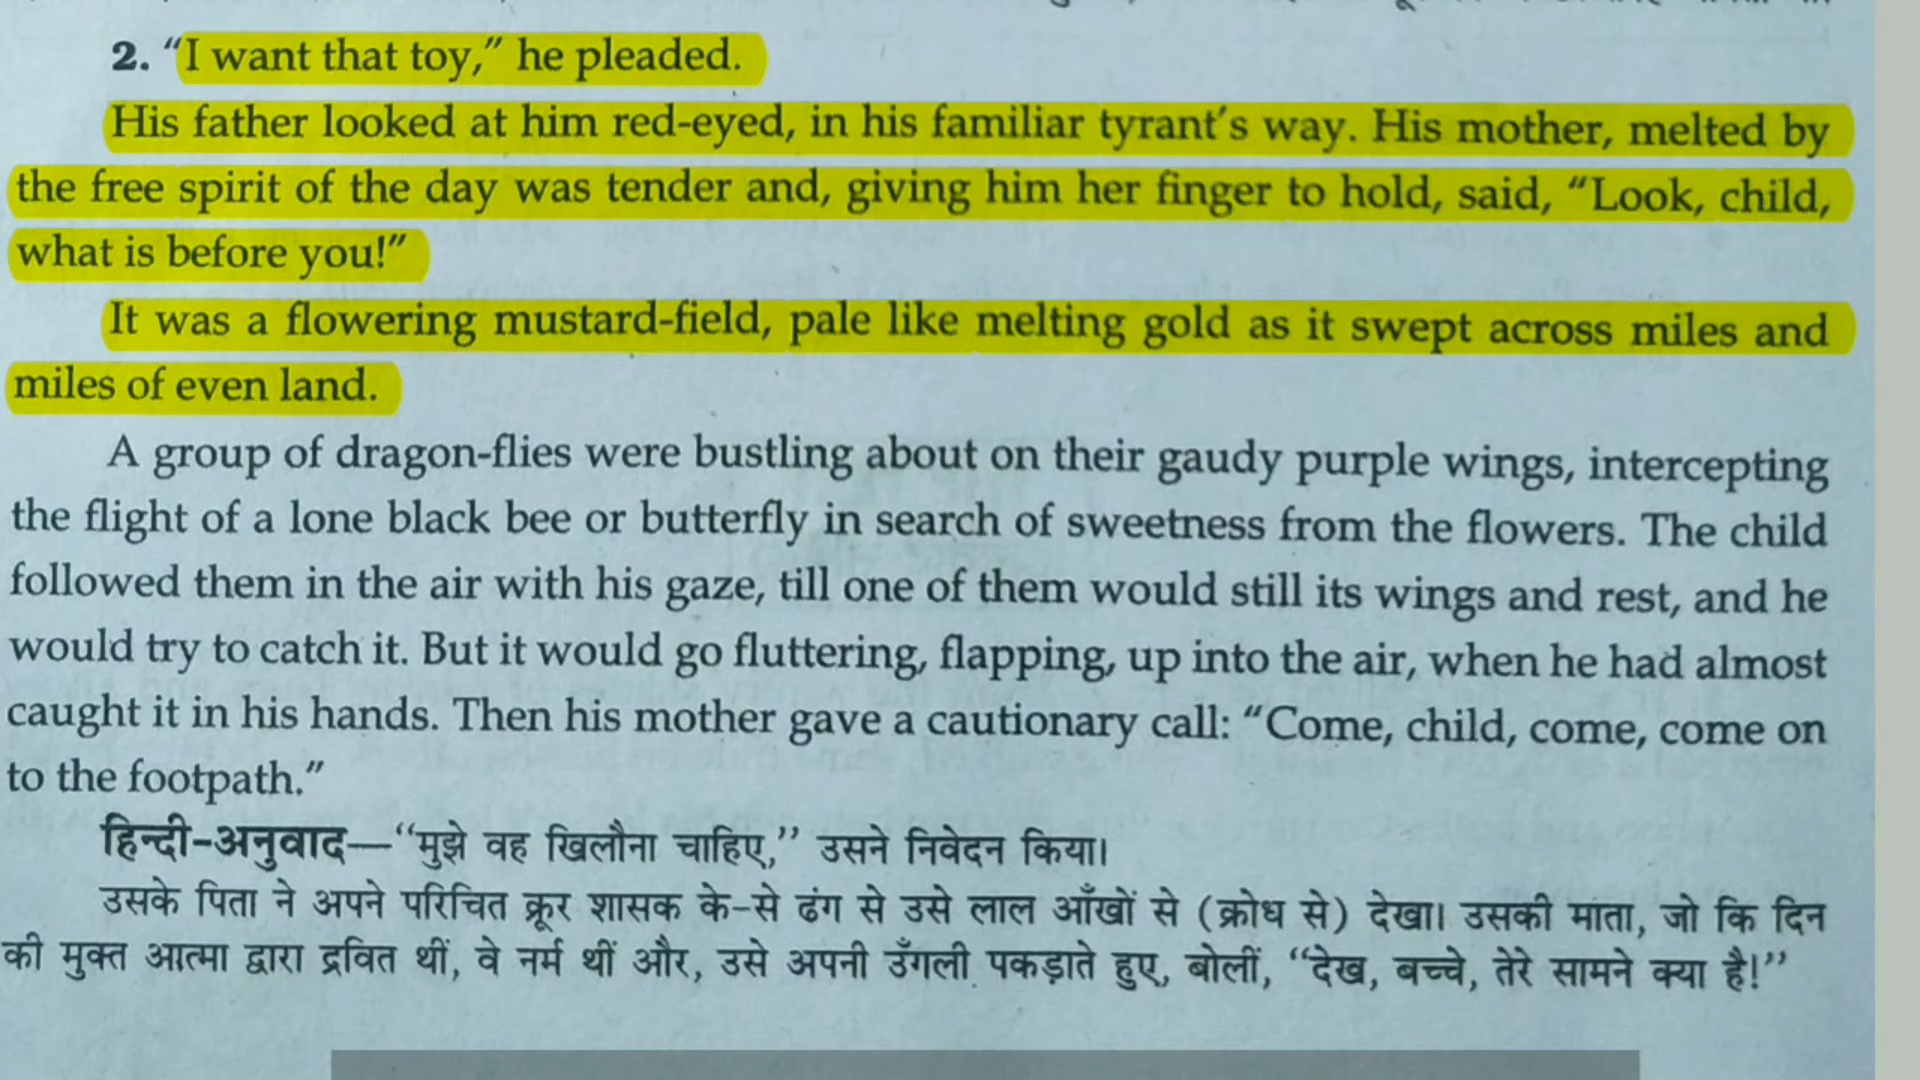 2. “I want that toy,” he pleaded.
His father looked at him red-eyed, in his familiar tyrant's way. His mother, melted by
the free spirit of the day was tender and, giving him her finger to hold, said, “Look, child,
what is before you!”
It was a flowering mustard-field, pale like melting gold as it swept across miles and
miles of even land.
A group of dragon-flies were bustling about on their gaudy purple wings, intercepting
the flight of a lone black bee or butterfly in search of sweetness from the flowers. The child
followed them in the air with his gaze, till one of them would still its wings and rest, and he
would try to catch it. But it would go fluttering, flapping, up into the air, when he had almost
caught it in his hands. Then his mother gave a cautionary call: “Come, child, come, come on
to the footpath.”
हिन्दी-अनुवाद—“मुझे वह खिलौना चाहिए,” उसने निवेदन किया।
उसके पिता ने अपने परिचित क्रूर शासक के-से ढंग से उसे लाल आँखों से (क्रोध से) देखा। उसकी माता, जो कि दिन
की मुक्त आत्मा द्वारा द्रवित थीं, वे नर्म थीं और, उसे अपनी उँगली पकड़ाते हुए, बोलीं, “देख, बच्चे, तेरे सामने क्या है!”